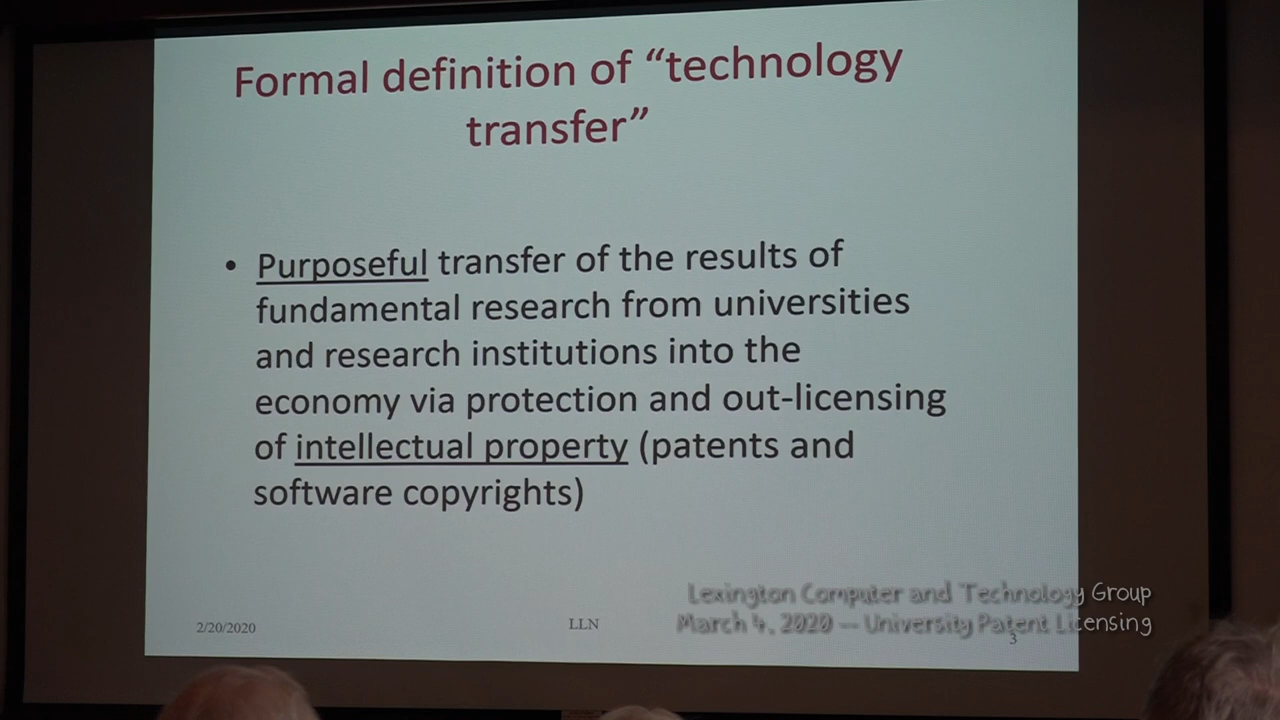 Formal definition of “technology
transfer”
• Purposeful transfer of the results of
fundamental research from universities
and research institutions into the
economy via protection and out-licensing
of intellectual property (patents and
software copyrights)
Lexington Computer and Technology Group
March 4, 2020 — University Patent Licensing
2/20/2020
LLN
3